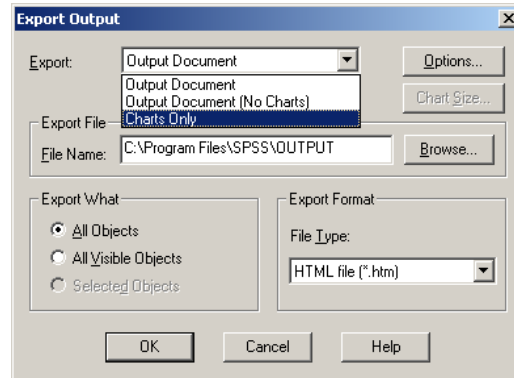 Export Output
Export: Output Document Options...
Output Document
Output Document (No Charts)
Charts Only
Chart Size...
Export File
File Name: C:\Program Files\SPSS\OUTPUT Browse...
Export What
All Objects
All Visible Objects
Selected Objects
Export Format
File Type:
HTML file (*.htm)
OK Cancel Help